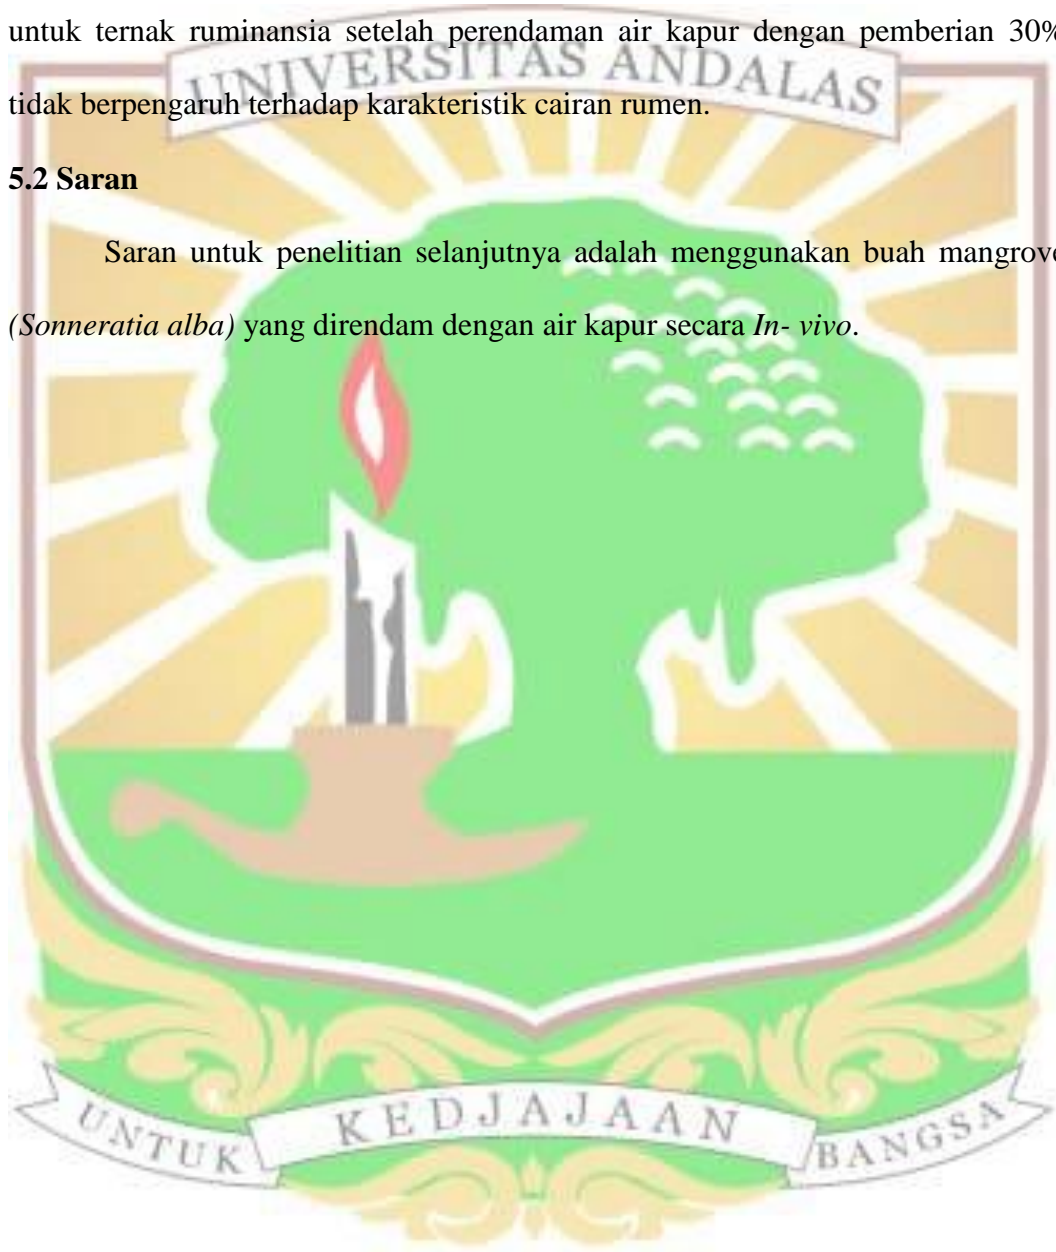 untuk ternak ruminansia setelah perendaman air kapur dengan pemberian 30%
UNIVERSITAS ANDALAS
tidak berpengaruh terhadap karakteristik cairan rumen.
5.2 Saran
Saran untuk penelitian selanjutnya adalah menggunakan buah mangrove
(Sonneratia alba) yang direndam dengan air kapur secara In- vivo.
UNTUK KEDJAJAAN BANGSA